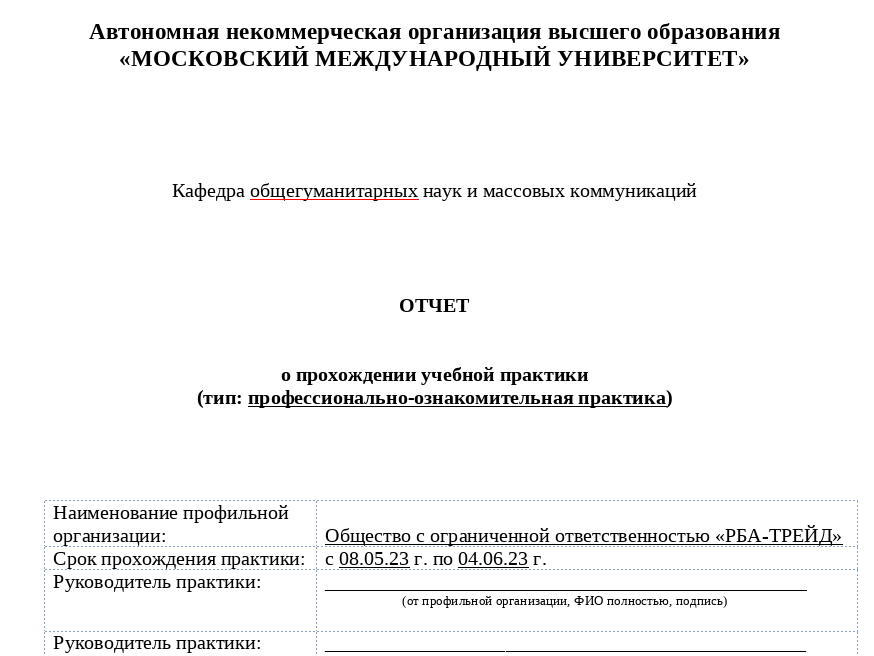 Автономная некоммерческая организация высшего образования
«МОСКОВСКИЙ МЕЖДУНАРОДНЫЙ УНИВЕРСИТЕТ»
Кафедра общегуманитарных наук и массовых коммуникаций
ОТЧЕТ
о прохождении учебной практики
(тип: профессионально-ознакомительная практика)
Наименование профильной
организации:
Общество с ограниченной ответственностью «РБА-ТРЕЙД»
Срок прохождения практики:
с 08.05.23 г. по 04.06.23 г.
Руководитель практики:
(от профильной организации, ФИО полностью, подпись)
Руководитель практики: